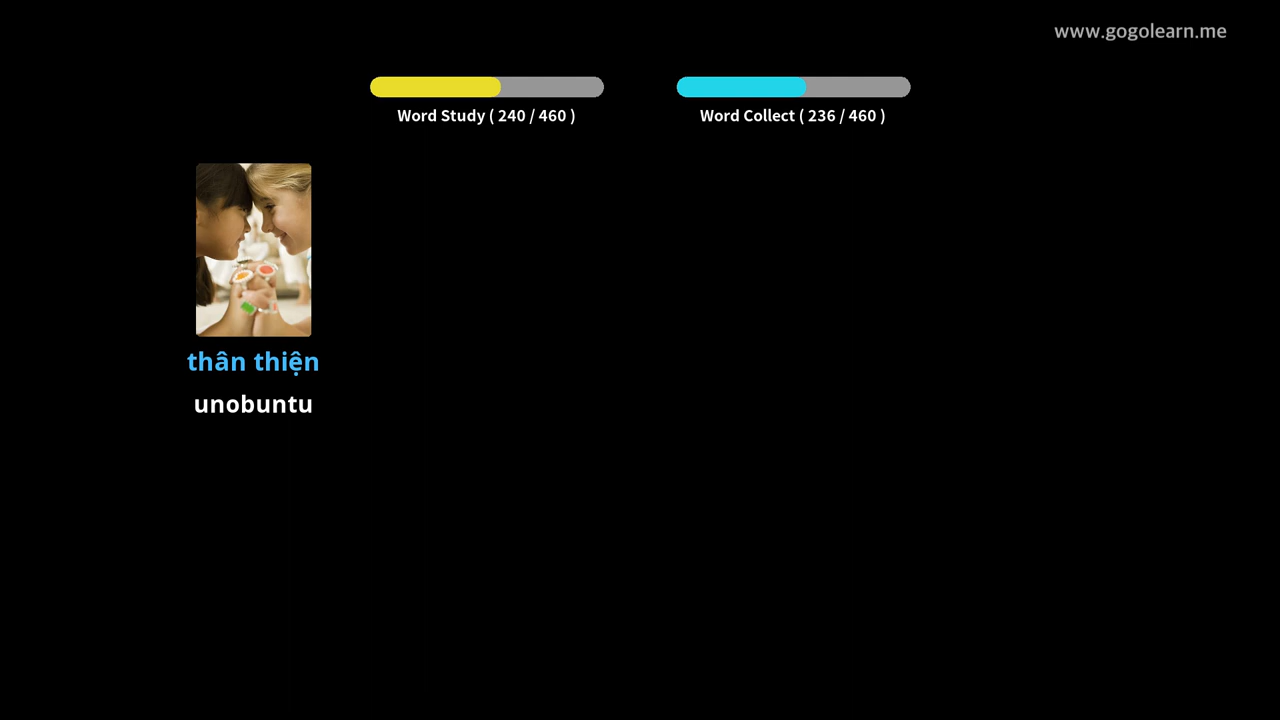 www.gogolearn.me
Word Study ( 240 / 460 )
Word Collect ( 236 / 460 )
thân thiện
unobuntu